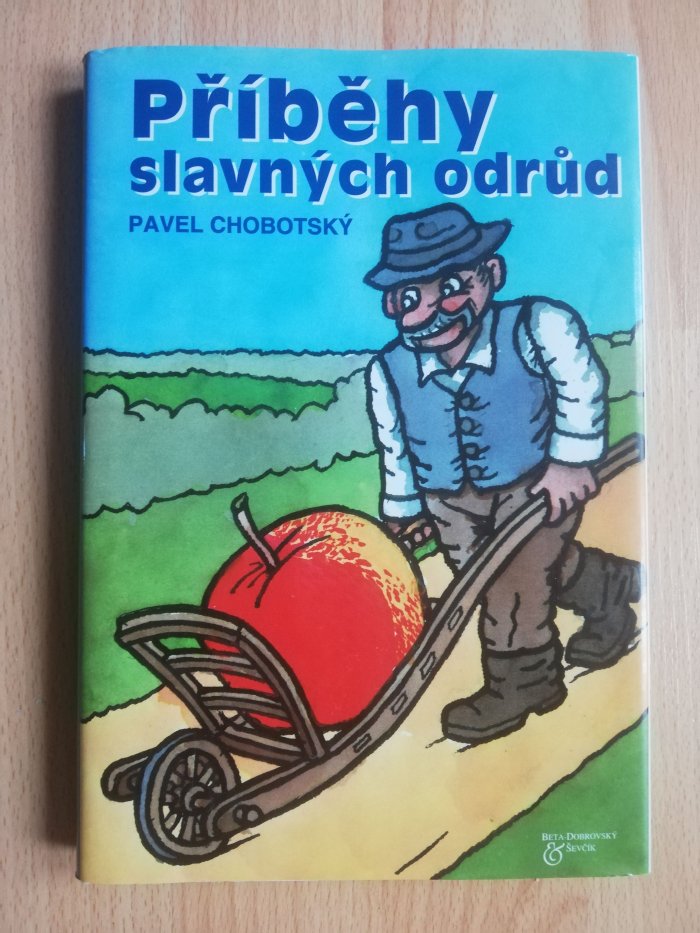 Příběhy
slavných odrůd
PAVEL CHOBOTSKÝ
BETA-DOBROVSKÝ
& ŠEVČÍK